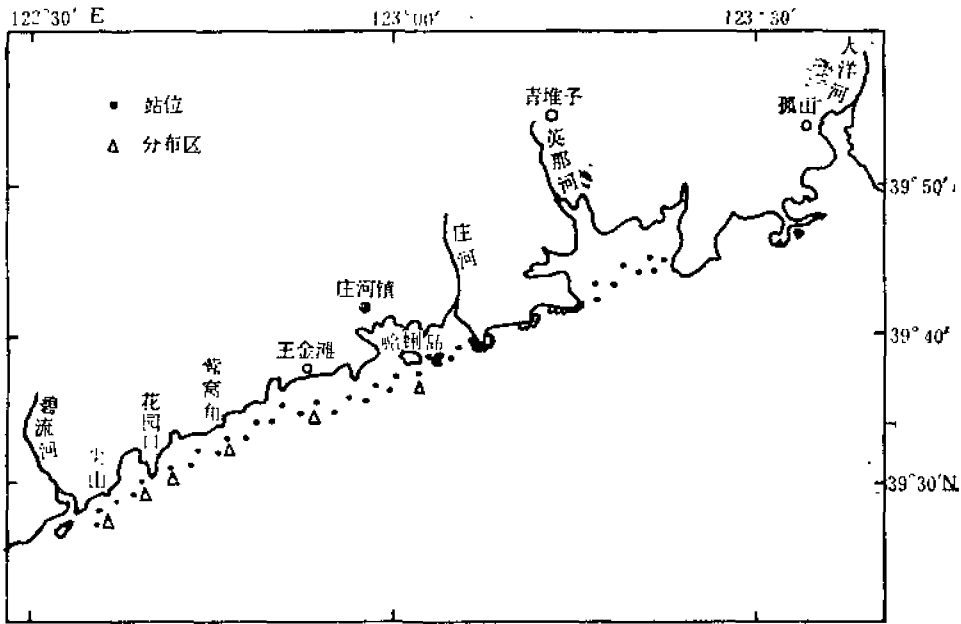 122°30′ E
123°00′
123°30′
大洋河
青堆子
孤山
• 站位
英那河
△ 分布区
39°50′
庄河
庄河镇
39°40′
蛤蜊岛
王金滩
窝角
花园口
碧流河
山
39°30′N